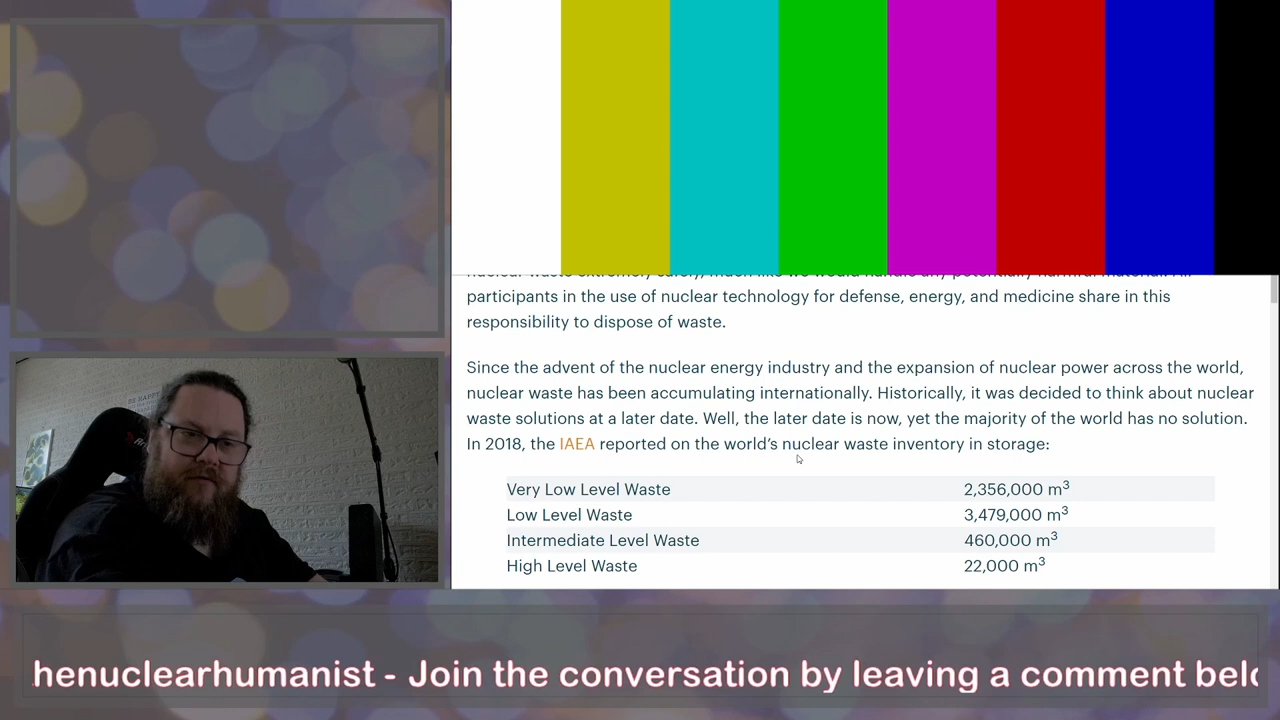 participants in the use of nuclear technology for defense, energy, and medicine share in this
responsibility to dispose of waste.
Since the advent of the nuclear energy industry and the expansion of nuclear power across the world,
nuclear waste has been accumulating internationally. Historically, it was decided to think about nuclear
waste solutions at a later date. Well, the later date is now, yet the majority of the world has no solution.
In 2018, the IAEA reported on the world's nuclear waste inventory in storage:
Very Low Level Waste 2,356,000 m³
Low Level Waste 3,479,000 m³
Intermediate Level Waste 460,000 m³
High Level Waste 22,000 m³
BE HAPPY
henuclearhumanist - Join the conversation by leaving a comment belo